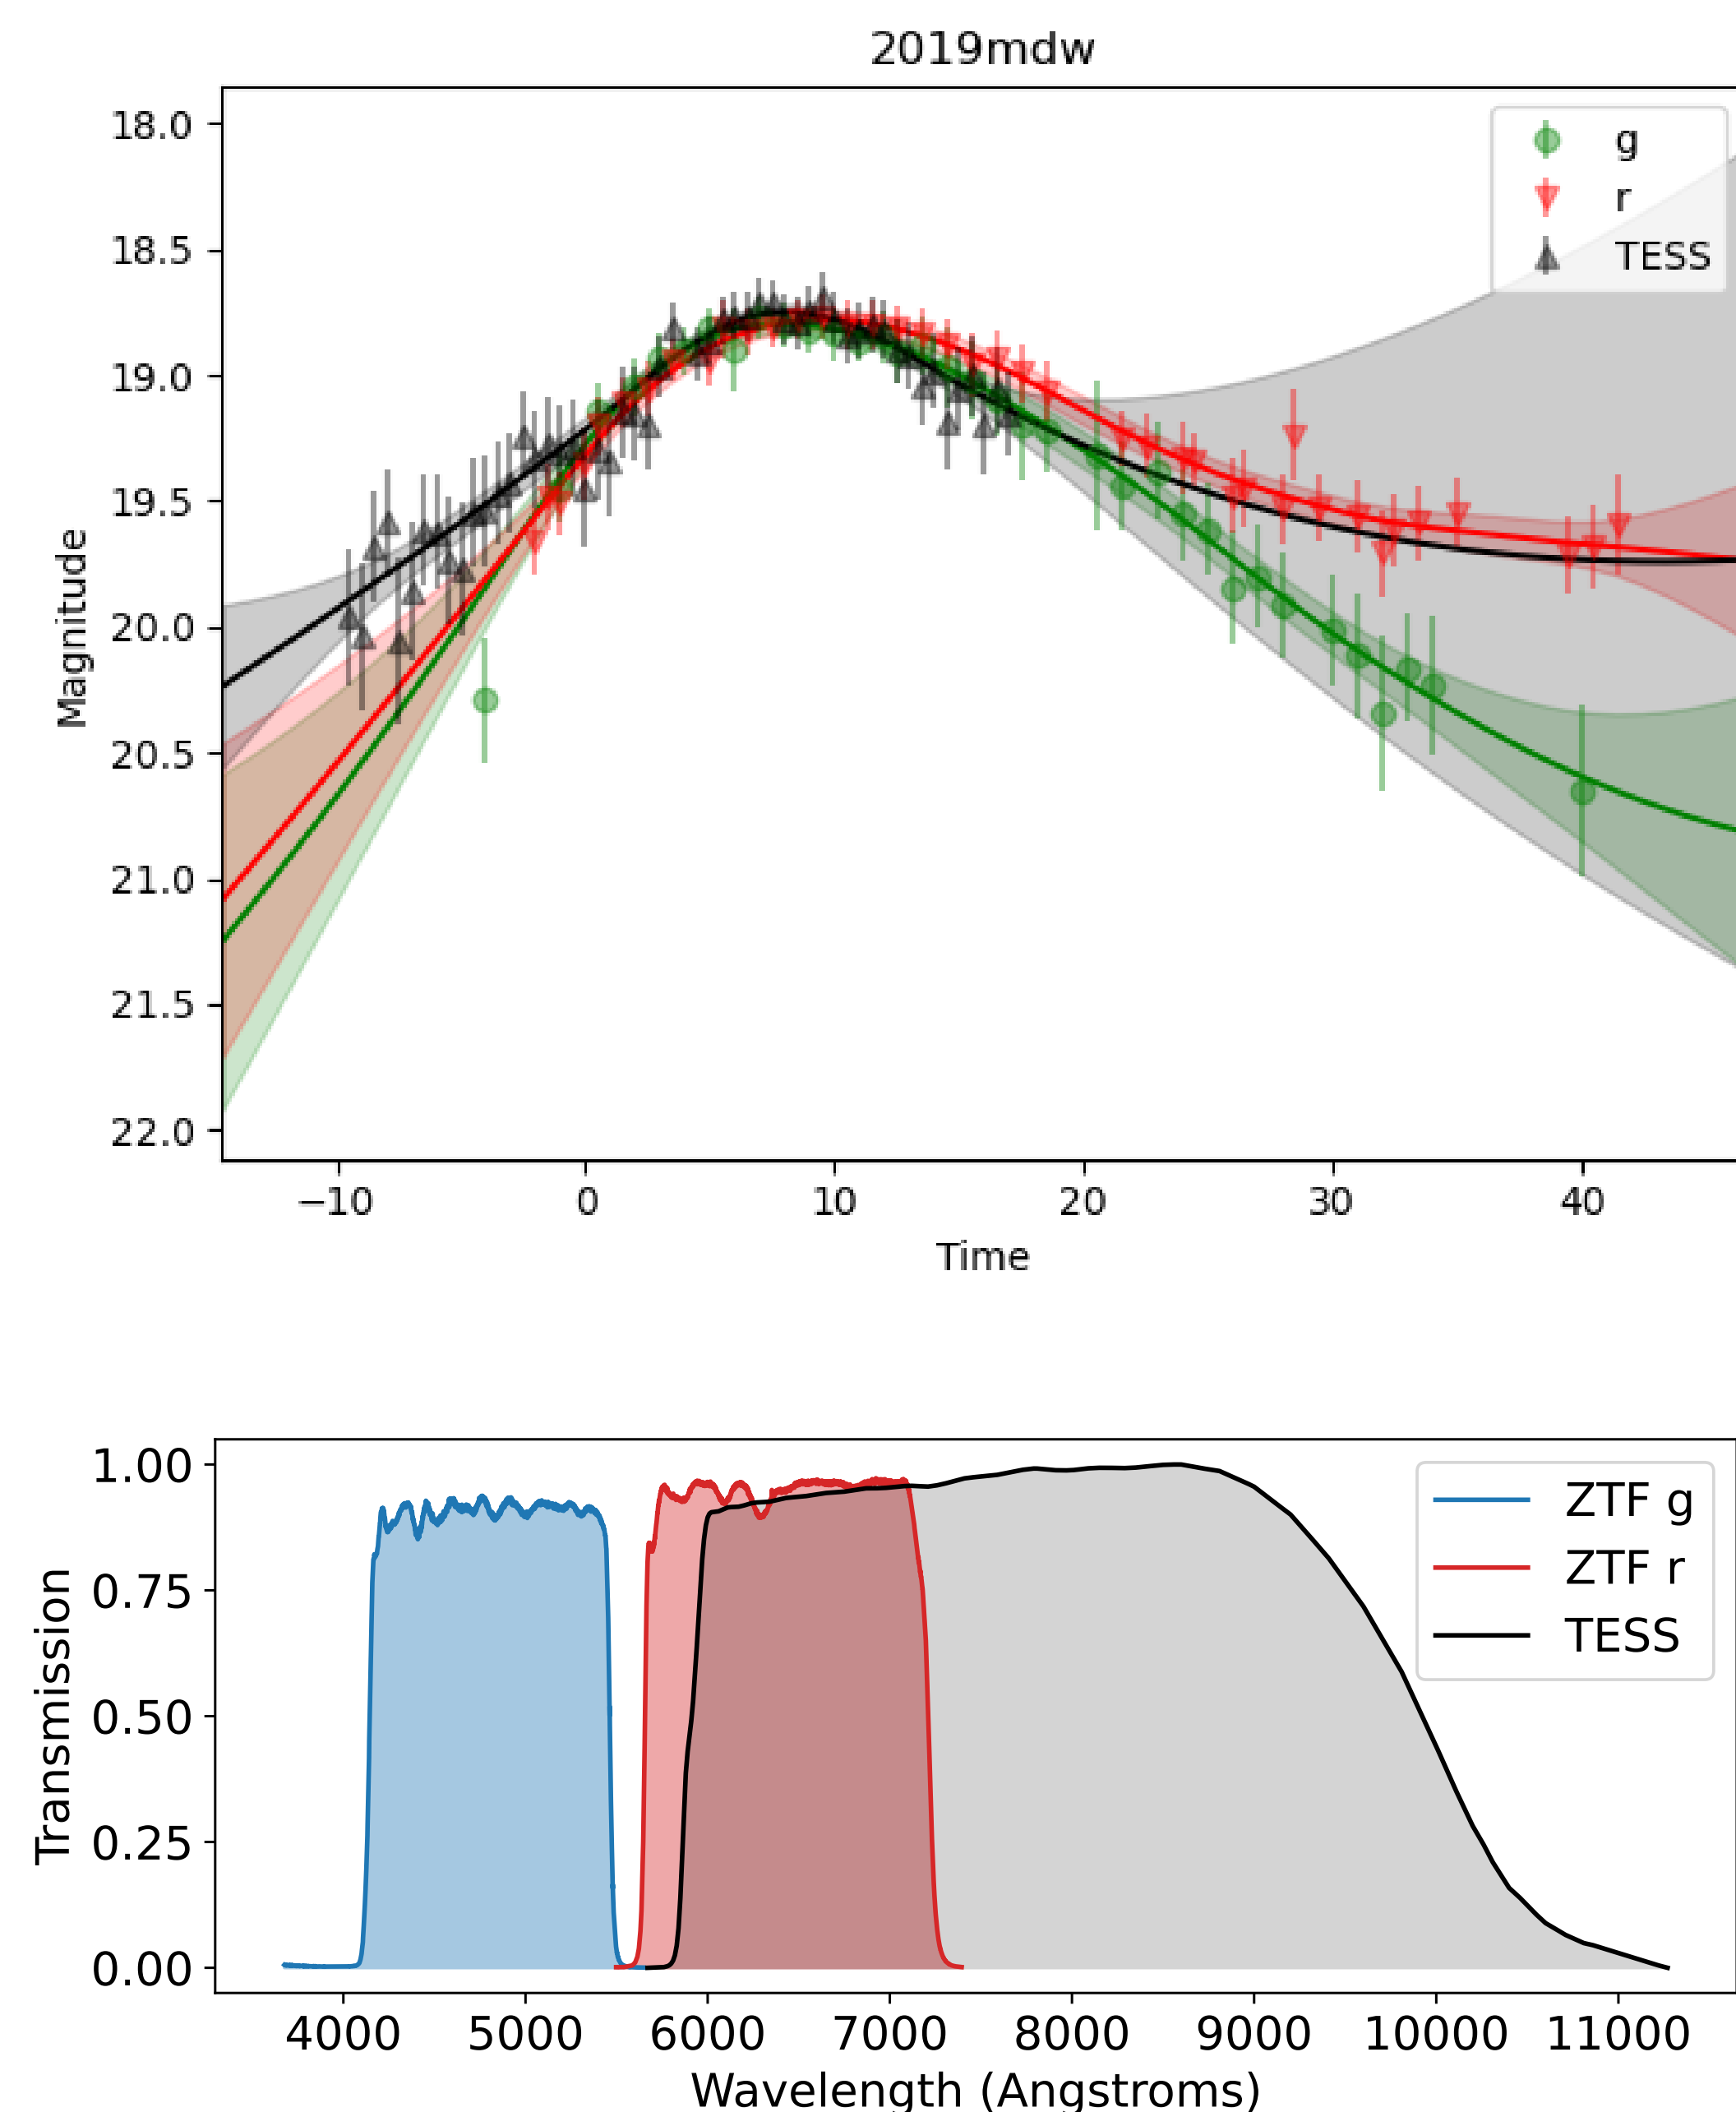 2019mdw
18.0
18.5
19.0
19.5
20.0
20.5
21.0
21.5
22.0
Magnitude
g
r
TESS
−10 0 10 20 30 40
Time
1.00
0.75
0.50
0.25
0.00
Transmission
ZTF g
ZTF r
TESS
4000 5000 6000 7000 8000 9000 10000 11000
Wavelength (Angstroms)